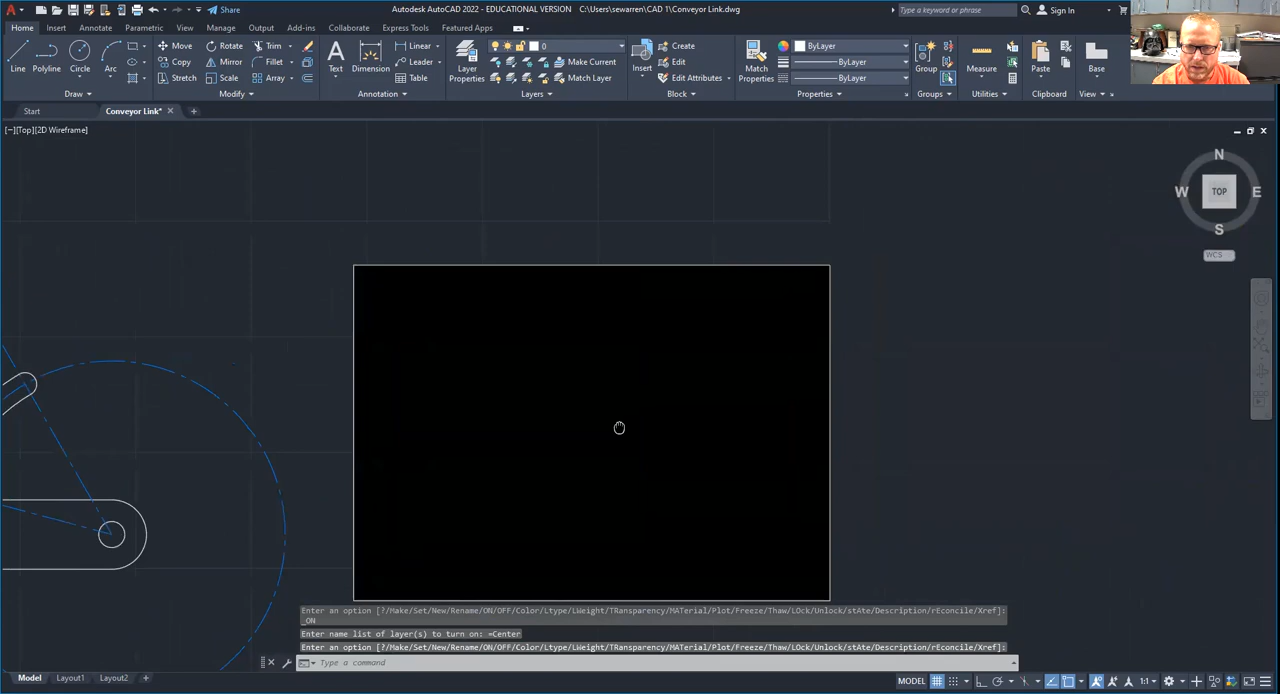 Autodesk AutoCAD 2022 - EDUCATIONAL VERSION C:\Users\sewarren\CAD 1\Conveyor Link.dwg
Share
Type a keyword or phrase
Sign In
Home Insert Annotate Parametric View Manage Output Add-ins Collaborate Express Tools Featured Apps
Line Polyline Circle Arc
Move Rotate Trim
Copy Mirror Fillet
Stretch Scale Array
Text Dimension
Linear
Leader
Table
Layer Properties
0
Make Current
Match Layer
Insert
Create
Edit
Edit Attributes
Match Properties
ByLayer
ByLayer
ByLayer
Group
Measure
Paste
Base
Draw Modify Annotation Layers Block Properties Groups Utilities Clipboard View
Start Conveyor Link*
[−][Top][2D Wireframe]
N
W TOP E
S
WCS
Enter an option [?/Make/Set/New/Rename/ON/OFF/Color/Ltype/LWeight/TRansparency/MATerial/Plot/Freeze/Thaw/LOck/Unlock/stAte/Description/rEconcile/Xref]:
_ON
Enter name list of layer(s) to turn on: =Center
Enter an option [?/Make/Set/New/Rename/ON/OFF/Color/Ltype/LWeight/TRansparency/MATerial/Plot/Freeze/Thaw/LOck/Unlock/stAte/Description/rEconcile/Xref]:
Type a command
Model Layout1 Layout2 +
MODEL 1:1